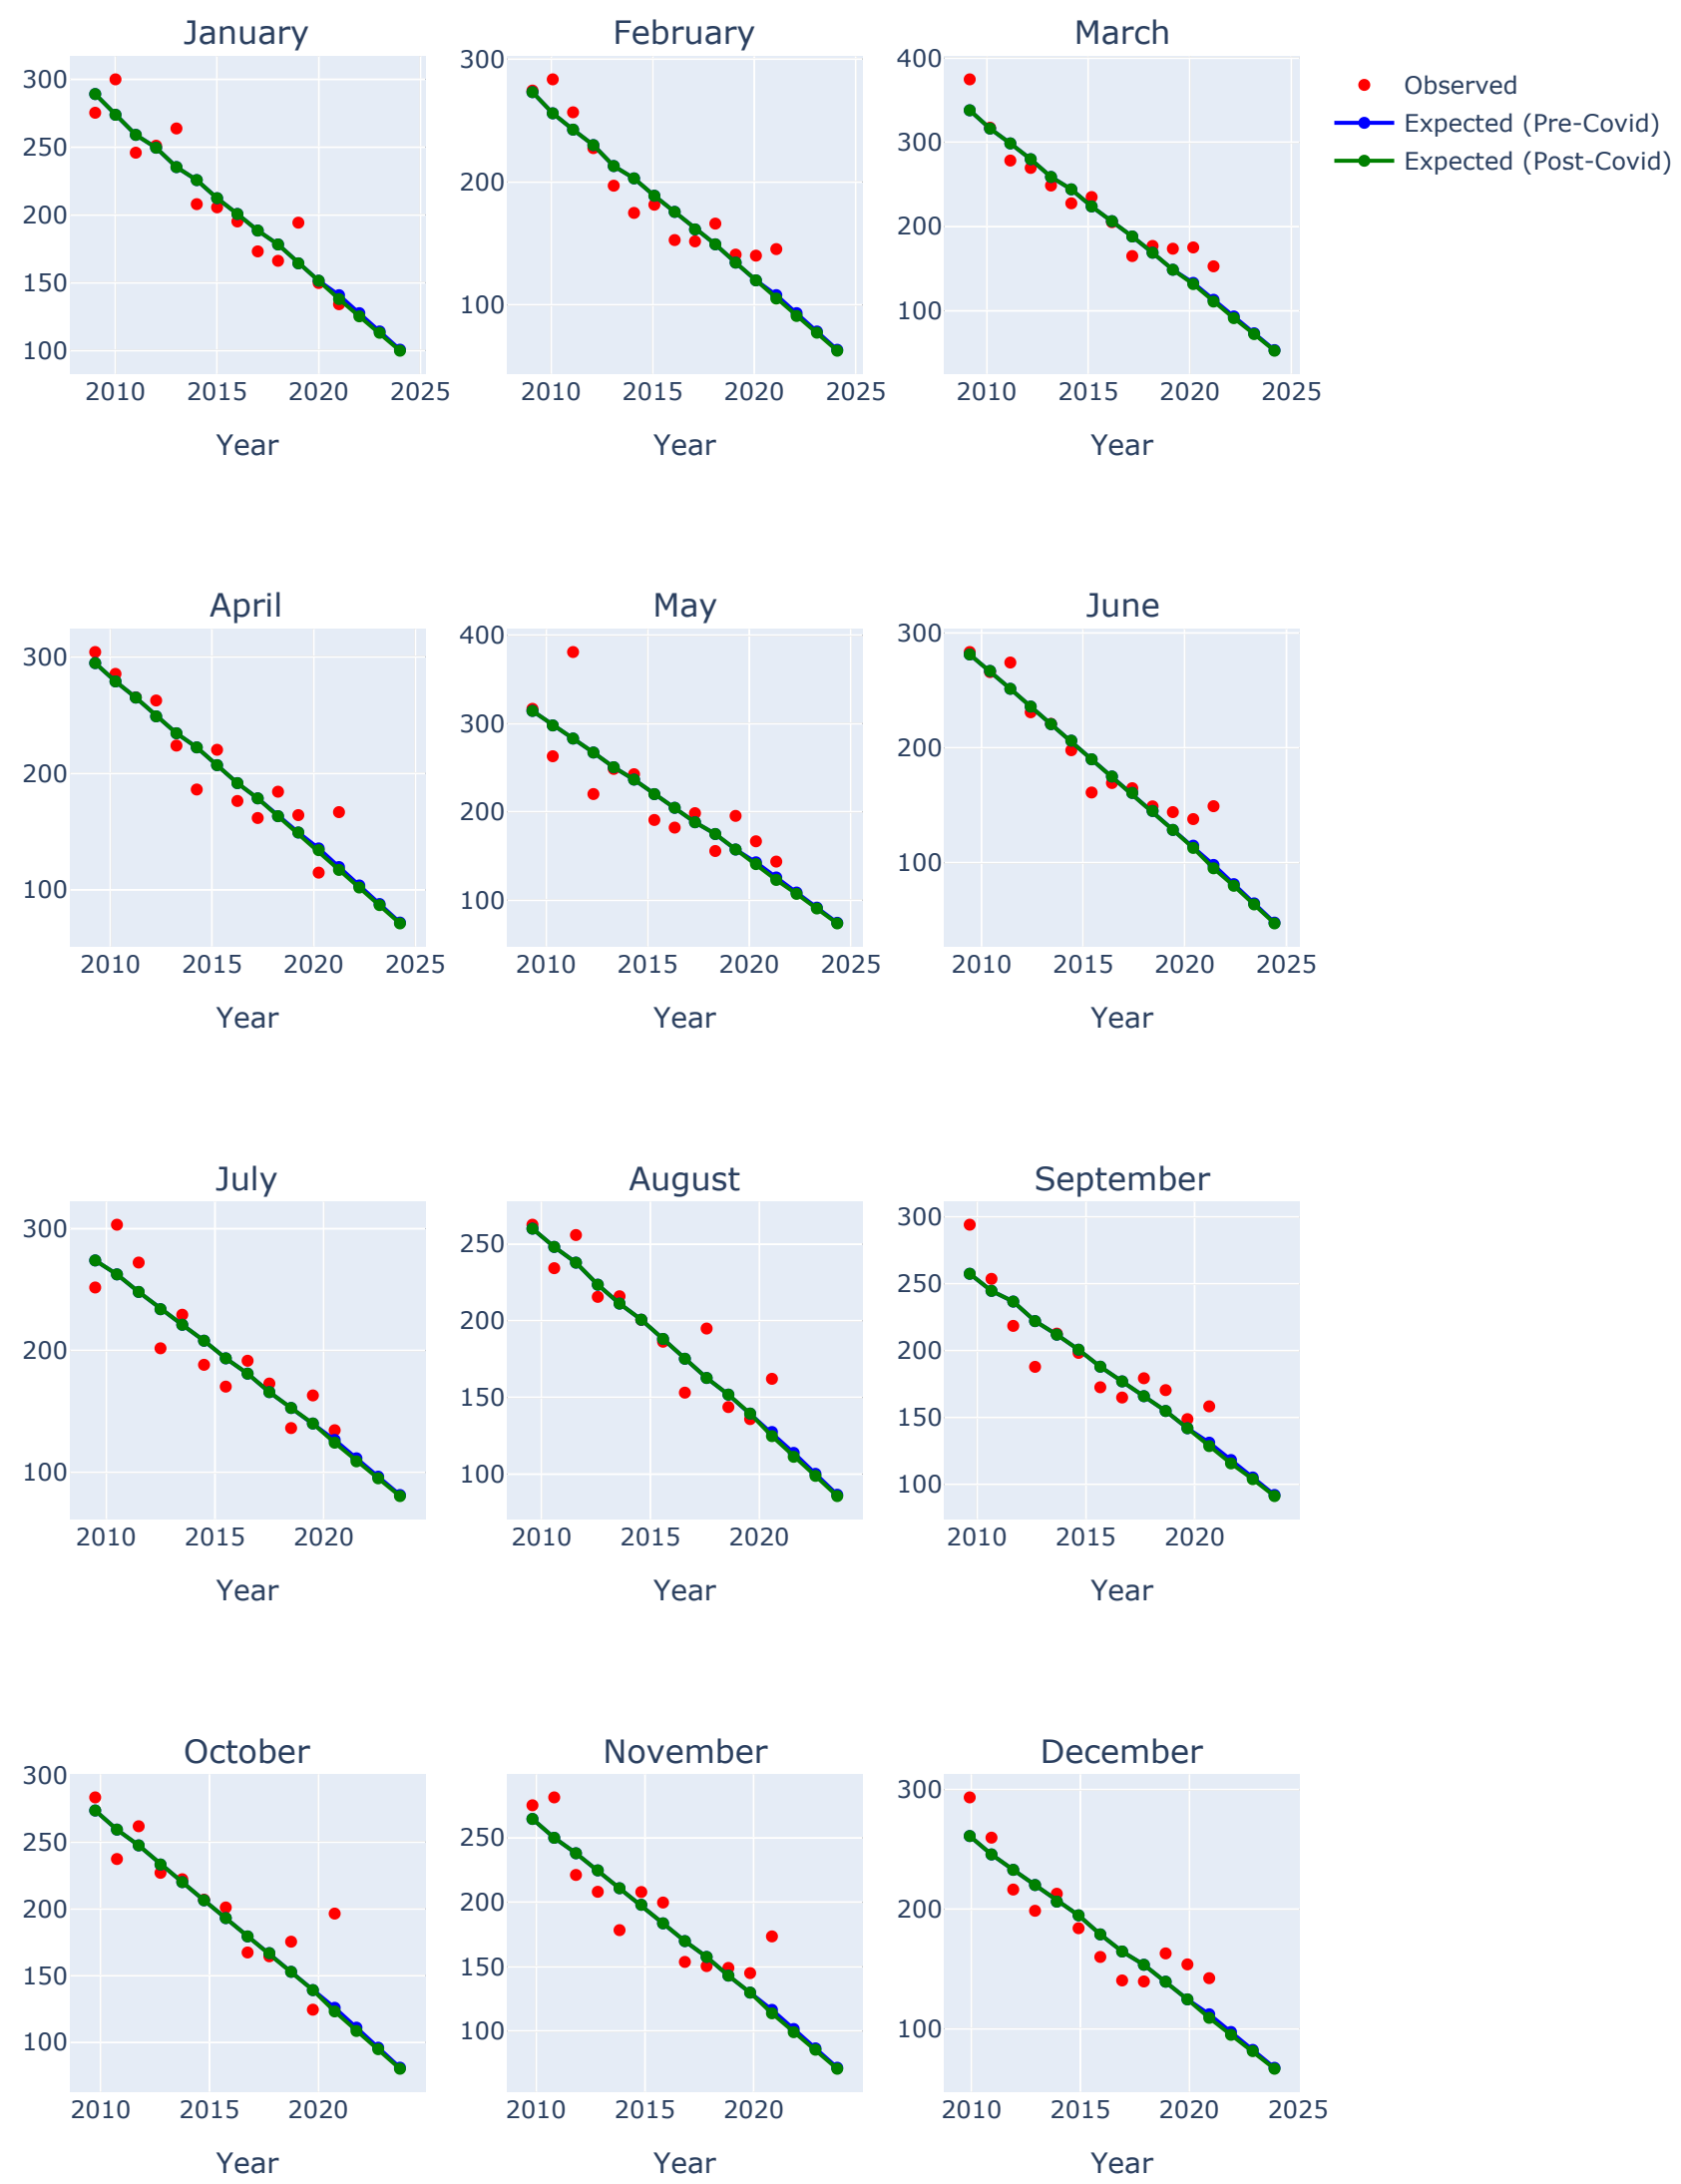 January February March
300
250
200
150
100
2010 2015 2020 2025
Year
300
200
100
2010 2015 2020 2025
Year
400
300
200
100
2010 2015 2020 2025
Year
Observed
Expected (Pre-Covid)
Expected (Post-Covid)
April May June
300
200
100
2010 2015 2020 2025
Year
400
300
200
100
2010 2015 2020 2025
Year
300
200
100
2010 2015 2020 2025
Year
July August September
300
200
100
2010 2015 2020
Year
250
200
150
100
2010 2015 2020
Year
300
250
200
150
100
2010 2015 2020
Year
October November December
300
250
200
150
100
2010 2015 2020
Year
250
200
150
100
2010 2015 2020
Year
300
200
100
2010 2015 2020 2025
Year